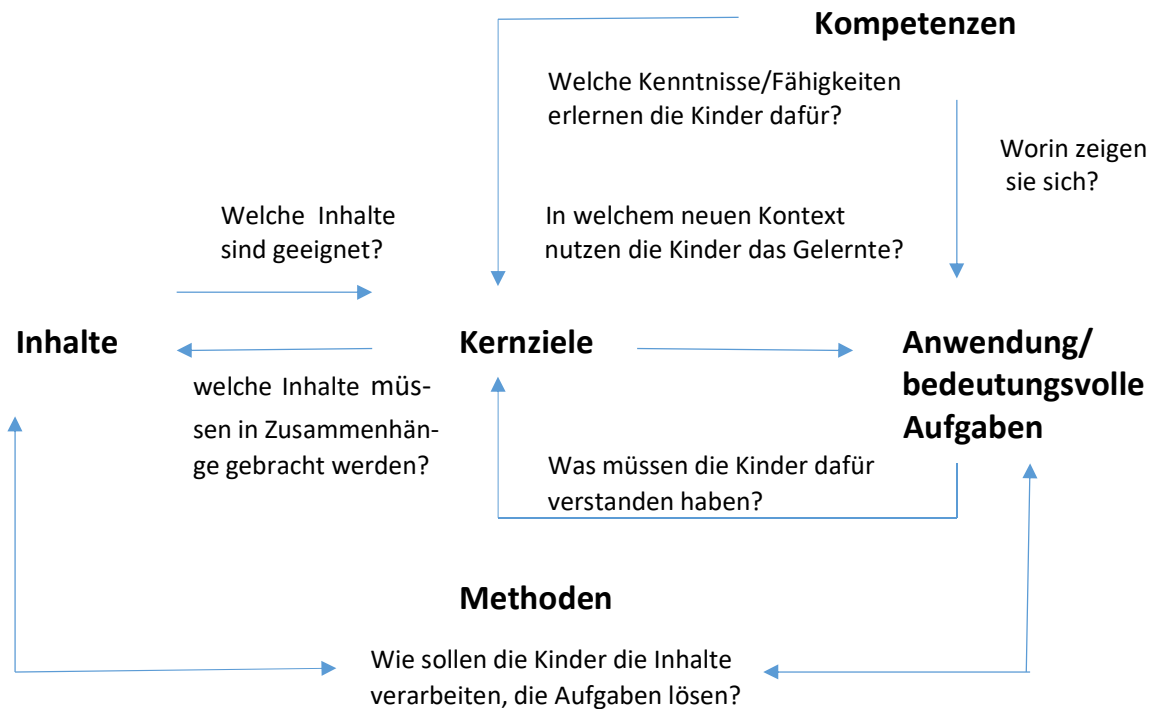 Kompetenzen
Welche Kenntnisse/Fähigkeiten
erlernen die Kinder dafür?
Worin zeigen
sie sich?
Welche Inhalte
sind geeignet?
In welchem neuen Kontext
nutzen die Kinder das Gelernte?
Inhalte
Kernziele
Anwendung/
bedeutungsvolle
Aufgaben
welche Inhalte müs-
sen in Zusammenhän-
ge gebracht werden?
Was müssen die Kinder dafür
verstanden haben?
Methoden
Wie sollen die Kinder die Inhalte
verarbeiten, die Aufgaben lösen?